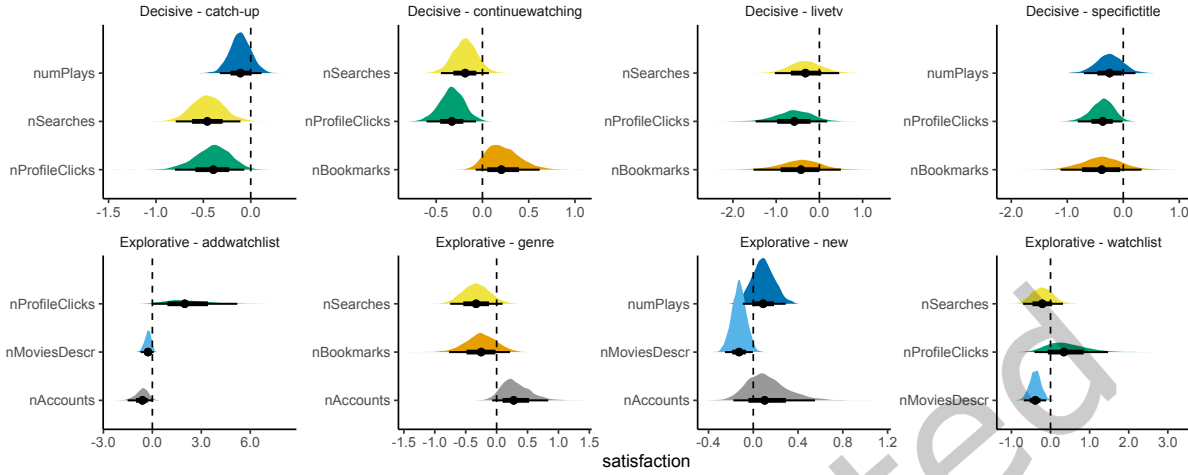 Decisive - catch-up
numPlays
nSearches
nProfileClicks
-1.5 -1.0 -0.5 0.0
Decisive - continuewatching
nSearches
nProfileClicks
nBookmarks
-0.5 0.0 0.5 1.0
Decisive - livetv
nSearches
nProfileClicks
nBookmarks
-2.0 -1.0 0.0 1.0
Decisive - specifictitle
numPlays
nProfileClicks
nBookmarks
-2.0 -1.0 0.0 1.0
Explorative - addwatchlist
nProfileClicks
nMoviesDescr
nAccounts
-3.0 0.0 3.0 6.0
Explorative - genre
nSearches
nBookmarks
nAccounts
-1.5 -1.0 -0.5 0.0 0.5 1.0 1.5
Explorative - new
numPlays
nMoviesDescr
nAccounts
-0.4 0.0 0.4 0.8 1.2
Explorative - watchlist
nSearches
nProfileClicks
nMoviesDescr
-1.0 0.0 1.0 2.0 3.0
satisfaction